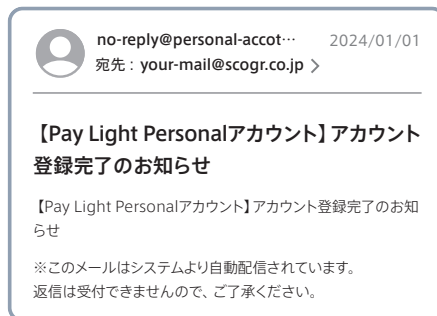 no-reply@personal-accot… 2024/01/01
宛先 : your-mail@scogr.co.jp >
【Pay Light Personalアカウント】アカウント
登録完了のお知らせ
【Pay Light Personalアカウント】アカウント登録完了のお知
らせ
※このメールはシステムより自動配信されています。
返信は受付できませんので、ご了承ください。